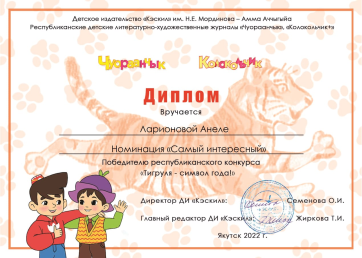 Детское издательство «Кэскил» им. Н.Е. Мординова – Амма Аччыгыйа
Республиканские детские литературно-художественные журналы «Чуораанчык», «Колокольчик»
Чуораанчык Колокольчик
Диплом
Вручается
Ларионовой Анеле
Номинация «Самый интересный»
Победителю республиканского конкурса
«Тигруля - символ года!»
Директор ДИ «Кэскил»: Семенова О.И.
Главный редактор ДИ «Кэскил»: Жиркова Т.И.
Якутск 2022 г.